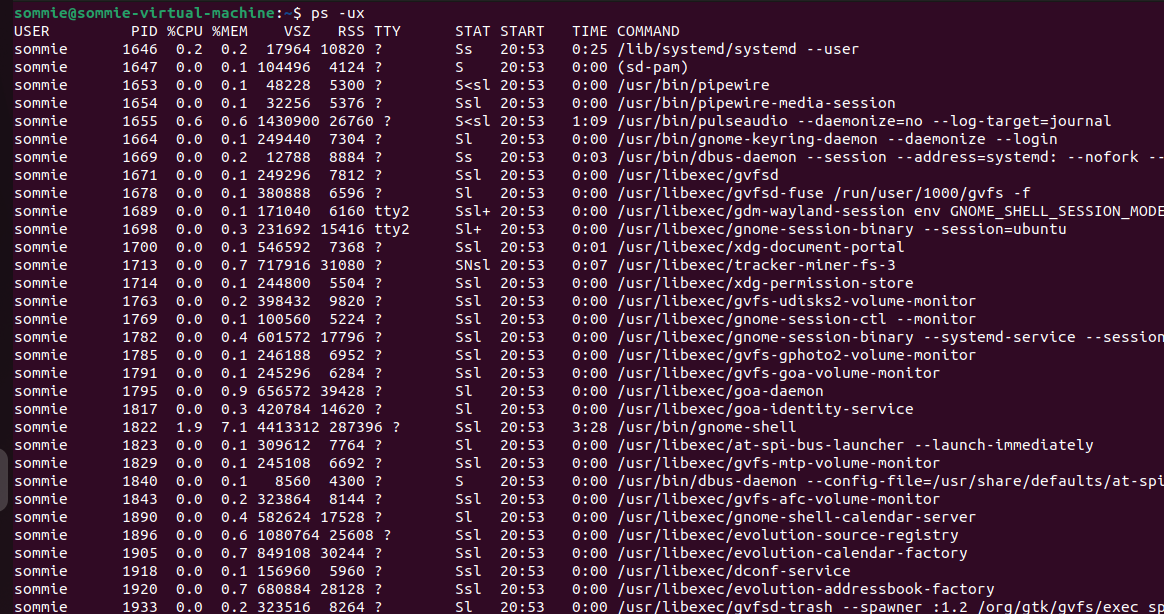 sommie@sommie-virtual-machine:~$ ps -ux
USER         PID %CPU %MEM    VSZ   RSS TTY      STAT START   TIME COMMAND
sommie      1646  0.2  0.2  17964 10820 ?        Ss   20:53   0:25 /lib/systemd/systemd --user
sommie      1647  0.0  0.1 104496  4124 ?        S    20:53   0:00 (sd-pam)
sommie      1653  0.0  0.1  48228  5300 ?        S<sl 20:53   0:00 /usr/bin/pipewire
sommie      1654  0.0  0.1  32256  5376 ?        Ssl  20:53   0:00 /usr/bin/pipewire-media-session
sommie      1655  0.6  0.6 1430900 26760 ?       S<sl 20:53   1:09 /usr/bin/pulseaudio --daemonize=no --log-target=journal
sommie      1664  0.0  0.1 249440  7304 ?        Sl   20:53   0:00 /usr/bin/gnome-keyring-daemon --daemonize --login
sommie      1669  0.0  0.2  12788  8884 ?        Ss   20:53   0:03 /usr/bin/dbus-daemon --session --address=systemd: --nofork --
sommie      1671  0.0  0.1 249296  7812 ?        Ssl  20:53   0:00 /usr/libexec/gvfsd
sommie      1678  0.0  0.1 380888  6596 ?        Sl   20:53   0:00 /usr/libexec/gvfsd-fuse /run/user/1000/gvfs -f
sommie      1689  0.0  0.1 171040  6160 tty2     Ssl+ 20:53   0:00 /usr/libexec/gdm-wayland-session env GNOME_SHELL_SESSION_MODE
sommie      1698  0.0  0.3 231692 15416 tty2     Sl+  20:53   0:00 /usr/libexec/gnome-session-binary --session=ubuntu
sommie      1700  0.0  0.1 546592  7368 ?        Ssl  20:53   0:01 /usr/libexec/xdg-document-portal
sommie      1713  0.0  0.7 717916 31080 ?        SNsl 20:53   0:07 /usr/libexec/tracker-miner-fs-3
sommie      1714  0.0  0.1 244800  5504 ?        Ssl  20:53   0:00 /usr/libexec/xdg-permission-store
sommie      1763  0.0  0.2 398432  9820 ?        Ssl  20:53   0:00 /usr/libexec/gvfs-udisks2-volume-monitor
sommie      1769  0.0  0.1 100560  5224 ?        Ssl  20:53   0:00 /usr/libexec/gnome-session-ctl --monitor
sommie      1782  0.0  0.4 601572 17796 ?        Ssl  20:53   0:00 /usr/libexec/gnome-session-binary --systemd-service --session
sommie      1785  0.0  0.1 246188  6952 ?        Ssl  20:53   0:00 /usr/libexec/gvfs-gphoto2-volume-monitor
sommie      1791  0.0  0.1 245296  6284 ?        Ssl  20:53   0:00 /usr/libexec/gvfs-goa-volume-monitor
sommie      1795  0.0  0.9 656572 39428 ?        Sl   20:53   0:00 /usr/libexec/goa-daemon
sommie      1817  0.0  0.3 420784 14620 ?        Sl   20:53   0:00 /usr/libexec/goa-identity-service
sommie      1822  1.9  7.1 4413312 287396 ?      Ssl  20:53   3:28 /usr/bin/gnome-shell
sommie      1823  0.0  0.1 309612  7764 ?        Sl   20:53   0:00 /usr/libexec/at-spi-bus-launcher --launch-immediately
sommie      1829  0.0  0.1 245108  6692 ?        Ssl  20:53   0:00 /usr/libexec/gvfs-mtp-volume-monitor
sommie      1840  0.0  0.1   8560  4300 ?        S    20:53   0:00 /usr/bin/dbus-daemon --config-file=/usr/share/defaults/at-spi
sommie      1843  0.0  0.2 323864  8144 ?        Ssl  20:53   0:00 /usr/libexec/gvfs-afc-volume-monitor
sommie      1890  0.0  0.4 582624 17528 ?        Sl   20:53   0:00 /usr/libexec/gnome-shell-calendar-server
sommie      1896  0.0  0.6 1080764 25608 ?       Ssl  20:53   0:00 /usr/libexec/evolution-source-registry
sommie      1905  0.0  0.7 849108 30244 ?        Ssl  20:53   0:00 /usr/libexec/evolution-calendar-factory
sommie      1918  0.0  0.1 156960  5960 ?        Ssl  20:53   0:00 /usr/libexec/dconf-service
sommie      1920  0.0  0.7 680884 28128 ?        Ssl  20:53   0:00 /usr/libexec/evolution-addressbook-factory
sommie      1933  0.0  0.2 323516  8264 ?        Sl   20:53   0:00 /usr/libexec/gvfsd-trash --spawner :1.2 /org/gtk/gvfs/exec_sp